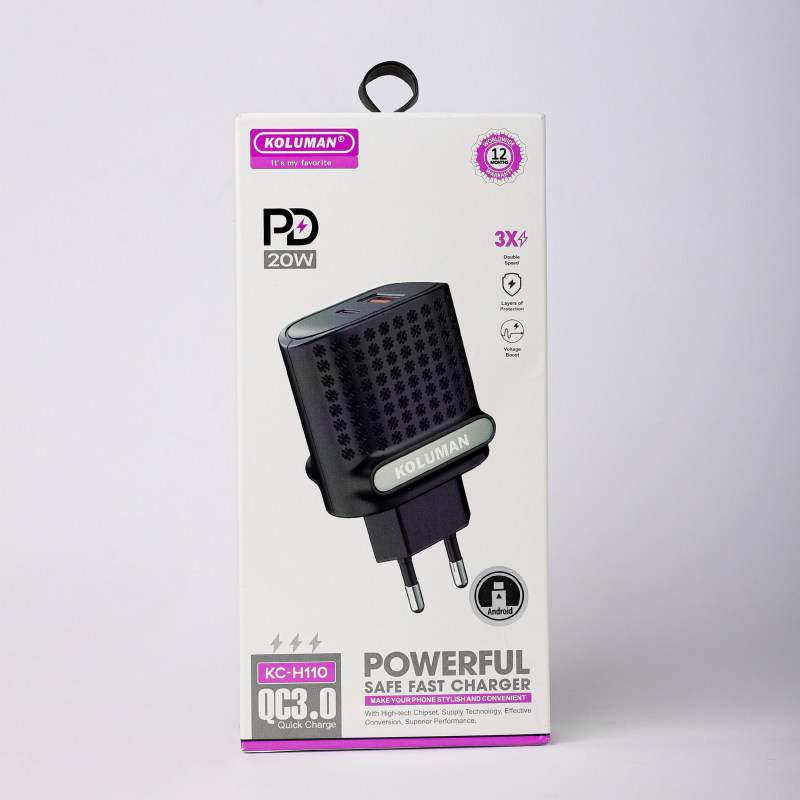 KOLUMAN®
It's my favorite
WORLDWIDE
12
MONTHS
WARRANTY
PD
20W
3X
Double
Speed
Layers of
Protection
Voltage
Boost
KOLUMAN
Android
KC-H110
QC3.0
Quick Charge
POWERFUL
SAFE FAST CHARGER
MAKE YOUR PHONE STYLISH AND CONVENIENT
With High-tech Chipset, Supply Technology, Effective
Conversion, Superior Performance.